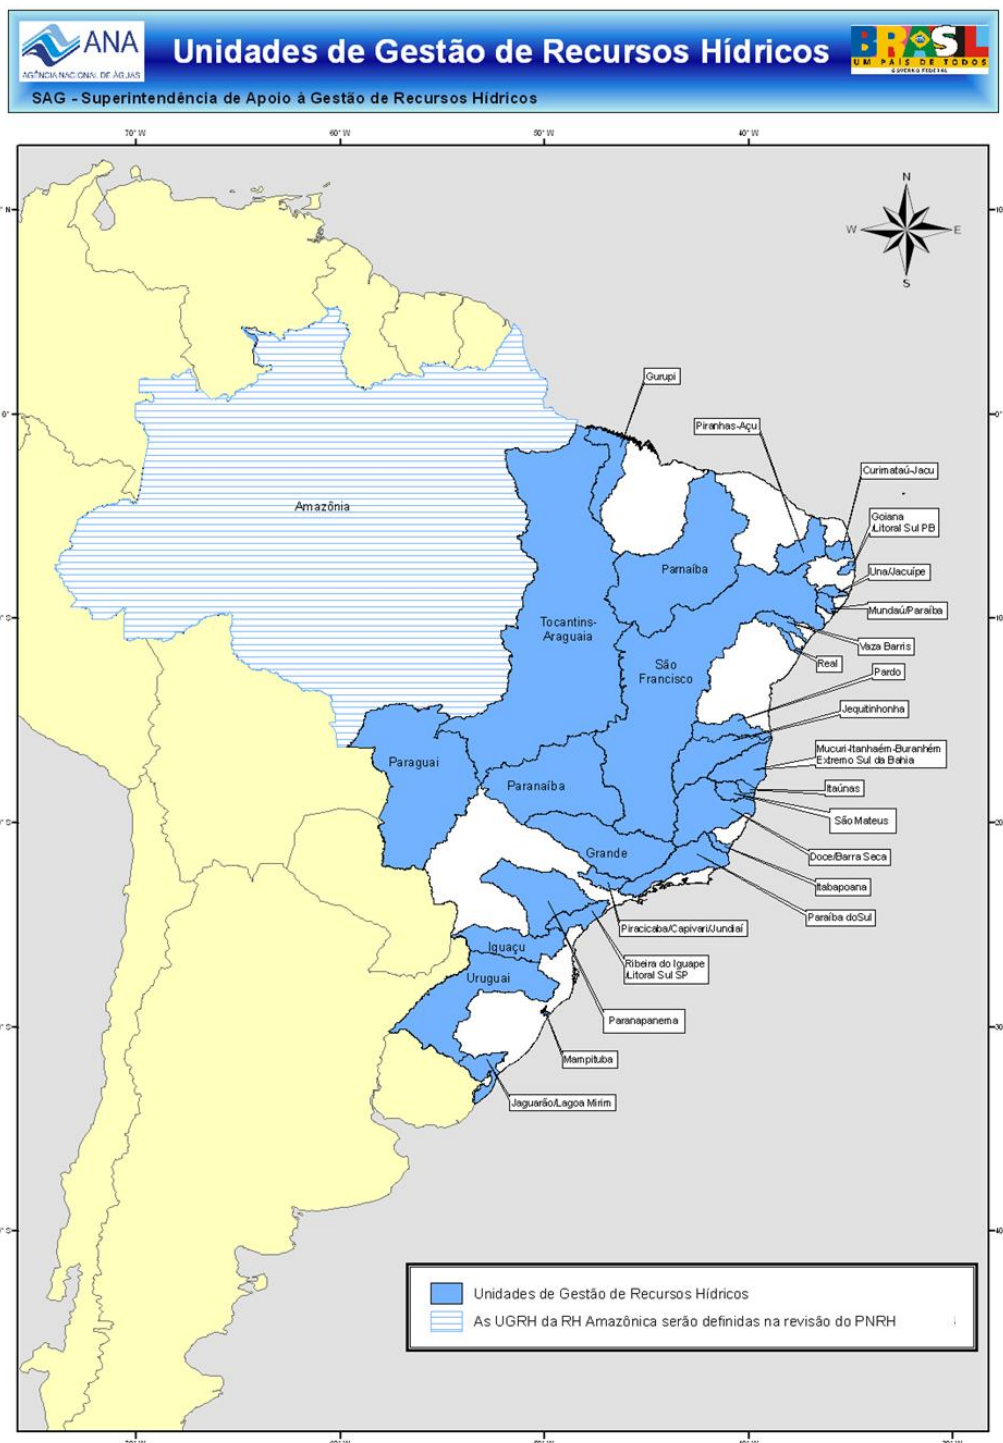 ANA
AGÊNCIA NACIONAL DE ÁGUAS
Unidades de Gestão de Recursos Hídricos
BRASIL
UM PAÍS DE TODOS
GOVERNO FEDERAL
SAG - Superintendência de Apoio à Gestão de Recursos Hídricos
70° W
60° W
50° W
40° W
N
W
E
S
Gurupi
0°
Piranhas-Açu
Curimataú-Jacu
Amazônia
Goiana
/Litoral Sul PB
Parnaíba
Una/Jacuípe
Mundaú/Paraíba
Tocantins-
Araguaia
Vaza Barris
São
Francisco
Real
Pardo
Jequitinhonha
Mucuri-Itanhaém-Buranhém
Extremo Sul da Bahia
Paraguai
Paranaíba
Itaúnas
São Mateus
Grande
Doce/Barra Seca
Itabapoana
Paraíba doSul
Piracicaba/Capivari/Jundiaí
Iguaçu
Ribeira do Iguape
/Litoral Sul SP
Uruguai
Paranapanema
Mampituba
Jaguarão/Lagoa Mirim
Unidades de Gestão de Recursos Hídricos
As UGRH da RH Amazônica serão definidas na revisão do PNRH